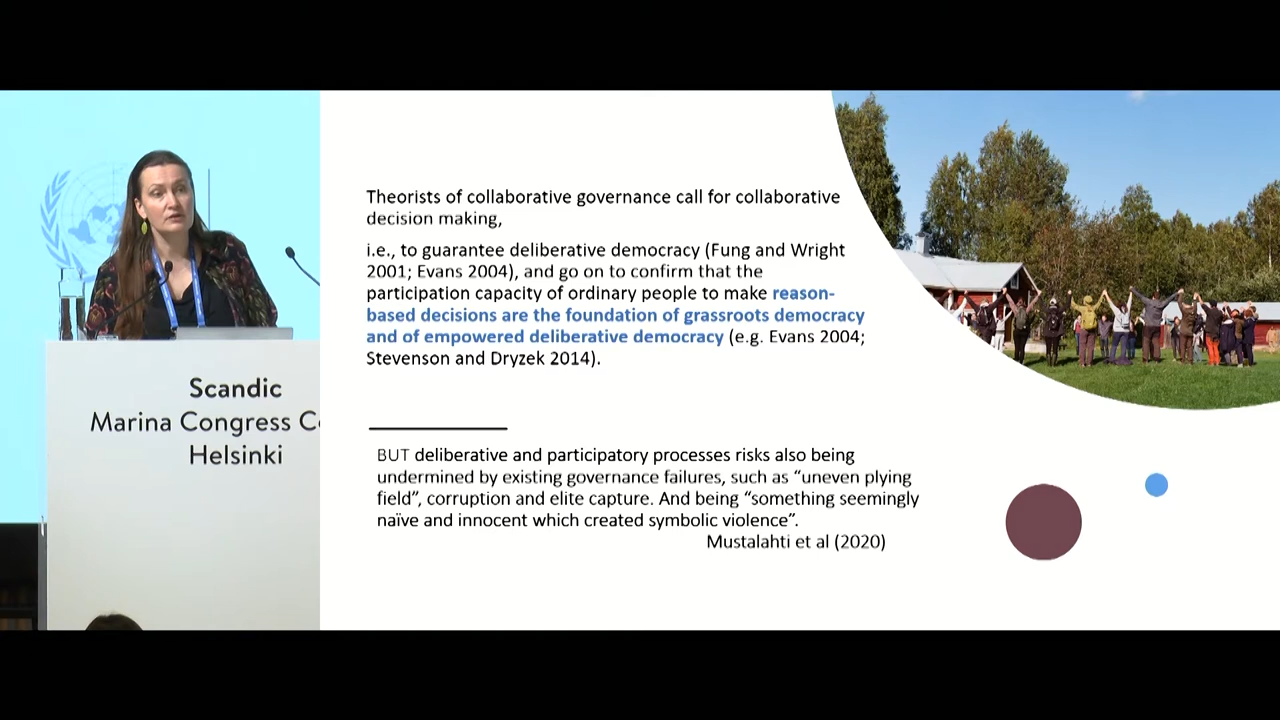 Scandic
Marina Congress C
Helsinki
Theorists of collaborative governance call for collaborative
decision making,
i.e., to guarantee deliberative democracy (Fung and Wright
2001; Evans 2004), and go on to confirm that the
participation capacity of ordinary people to make reason-
based decisions are the foundation of grassroots democracy
and of empowered deliberative democracy (e.g. Evans 2004;
Stevenson and Dryzek 2014).
BUT deliberative and participatory processes risks also being
undermined by existing governance failures, such as “uneven plying
field”, corruption and elite capture. And being “something seemingly
naïve and innocent which created symbolic violence”.
Mustalahti et al (2020)